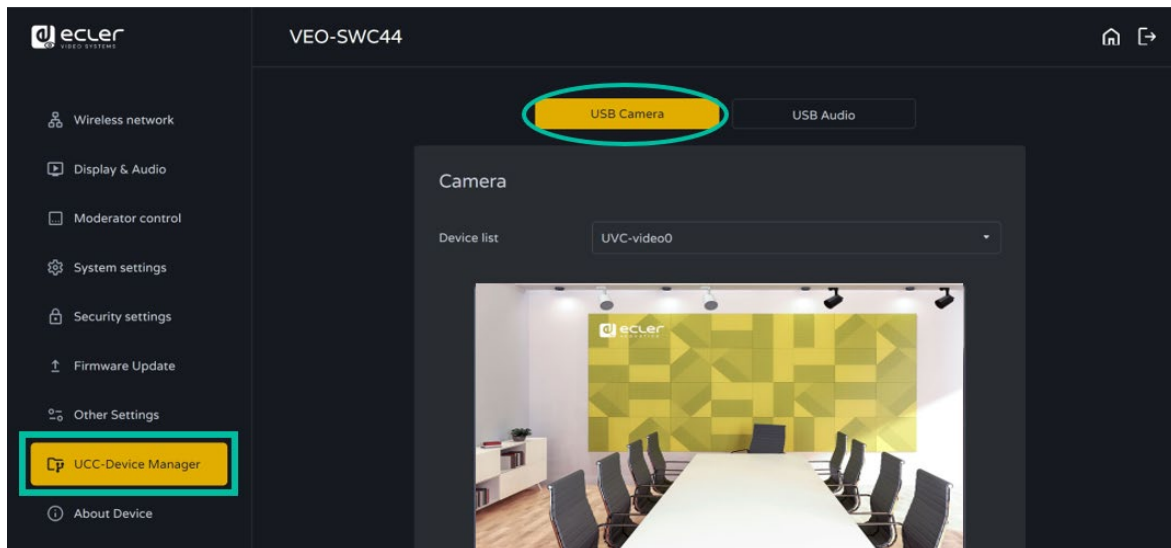 ecler
VIDEO SYSTEMS
VEO-SWC44
Wireless network
Display & Audio
Moderator control
System settings
Security settings
Firmware Update
Other Settings
UCC-Device Manager
About Device
USB Camera
USB Audio
Camera
Device list
UVC-video0
ecler